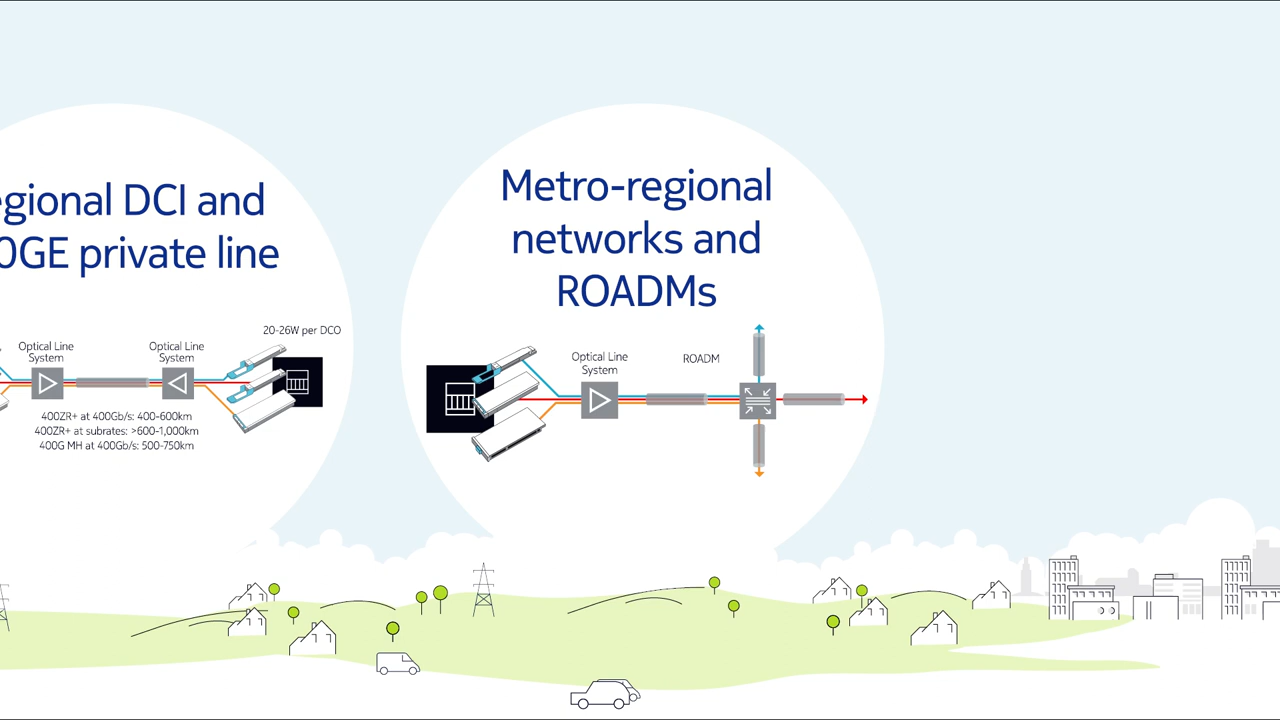 egional DCI and
0GE private line
Optical Line
System
Optical Line
System
20-26W per DCO
400ZR+ at 400Gb/s: 400-600km
400ZR+ at subrates: >600-1,000km
400G MH at 400Gb/s: 500-750km
Metro-regional
networks and
ROADMs
Optical Line
System
ROADM